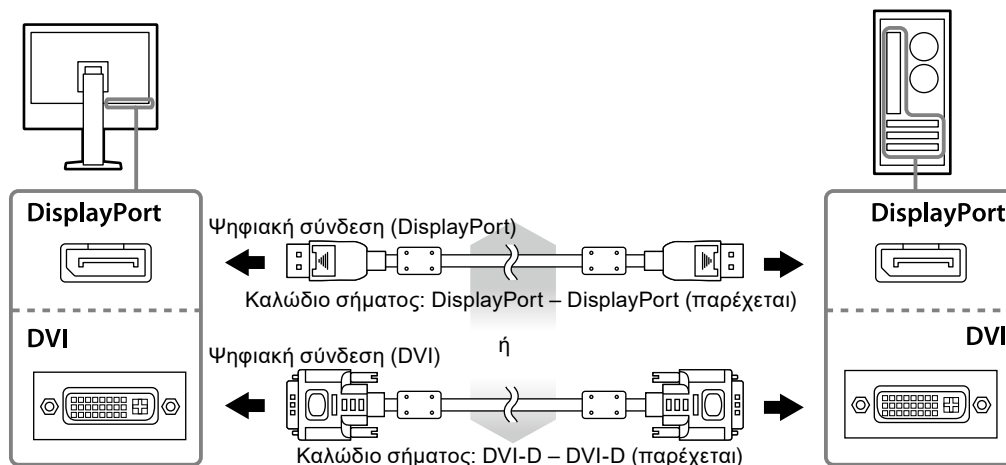 DisplayPort
Ψηφιακή σύνδεση (DisplayPort)
DisplayPort
Καλώδιο σήματος: DisplayPort – DisplayPort (παρέχεται)
DVI
ή
DVI
Ψηφιακή σύνδεση (DVI)
Καλώδιο σήματος: DVI-D – DVI-D (παρέχεται)